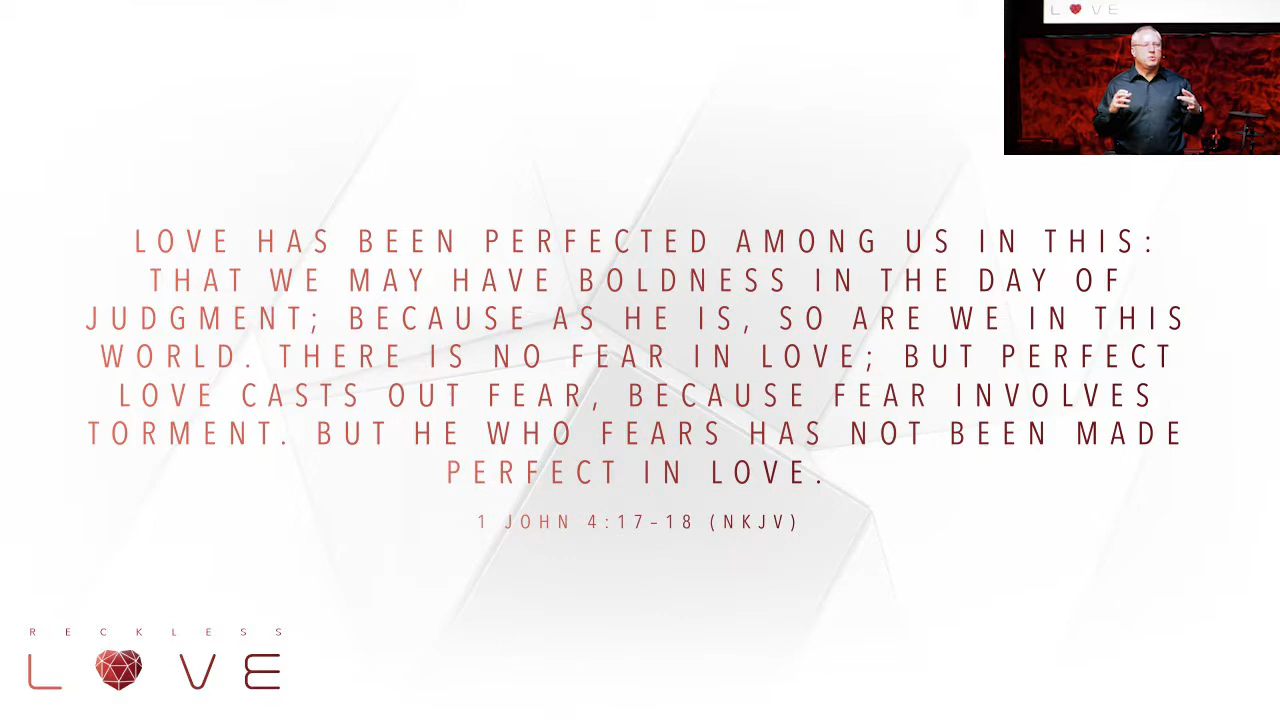 L VE
LOVE HAS BEEN PERFECTED AMONG US IN THIS:
THAT WE MAY HAVE BOLDNESS IN THE DAY OF
JUDGMENT; BECAUSE AS HE IS, SO ARE WE IN THIS
WORLD. THERE IS NO FEAR IN LOVE; BUT PERFECT
LOVE CASTS OUT FEAR, BECAUSE FEAR INVOLVES
TORMENT. BUT HE WHO FEARS HAS NOT BEEN MADE
PERFECT IN LOVE.
1 JOHN 4:17-18 (NKJV)
RECKLESS
L VE